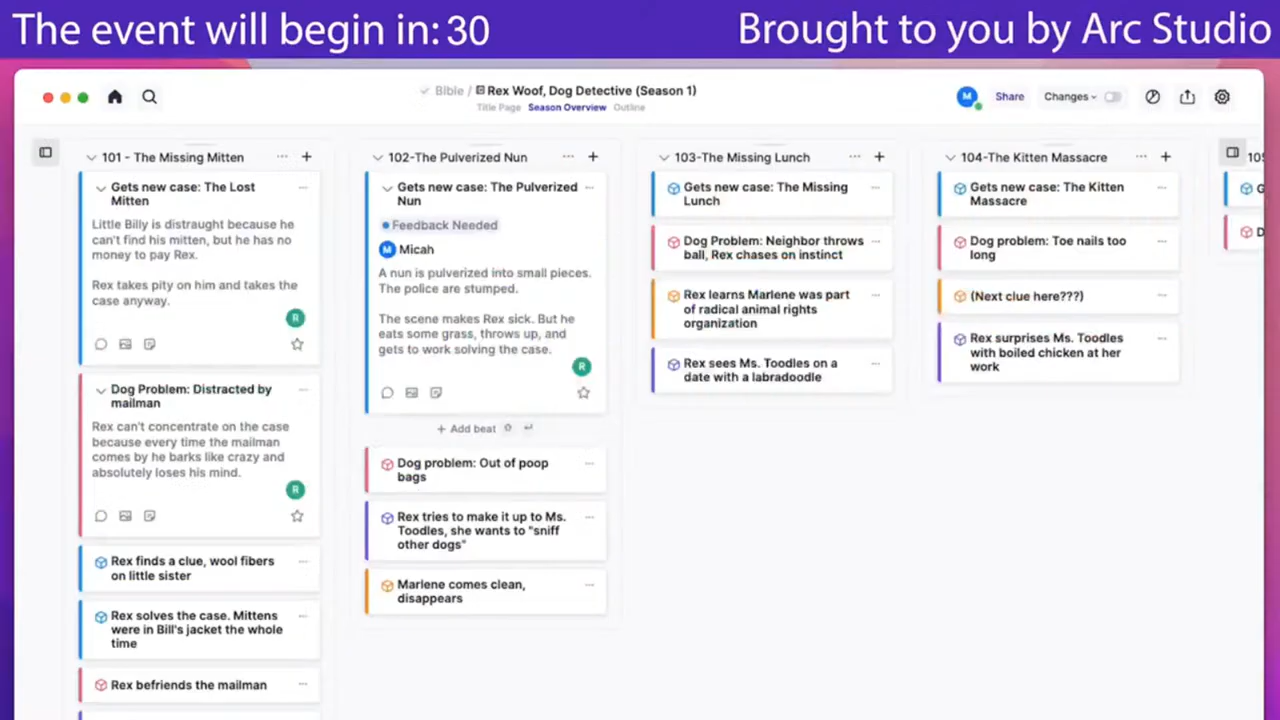 The event will begin in: 30
Brought to you by Arc Studio
Bible / Rex Woof, Dog Detective (Season 1)
Title Page Season Overview Outline
M Share Changes
101 - The Missing Mitten
Gets new case: The Lost
Mitten
Little Billy is distraught because he
can't find his mitten, but he has no
money to pay Rex.
Rex takes pity on him and takes the
case anyway.
R
Dog Problem: Distracted by
mailman
Rex can't concentrate on the case
because every time the mailman
comes by he barks like crazy and
absolutely loses his mind.
R
Rex finds a clue, wool fibers
on little sister
Rex solves the case. Mittens
were in Bill's jacket the whole
time
Rex befriends the mailman
102-The Pulverized Nun
Gets new case: The Pulverized
Nun
Feedback Needed
M Micah
A nun is pulverized into small pieces.
The police are stumped.
The scene makes Rex sick. But he
eats some grass, throws up, and
gets to work solving the case.
R
+ Add beat
Dog problem: Out of poop
bags
Rex tries to make it up to Ms.
Toodles, she wants to "sniff
other dogs"
Marlene comes clean,
disappears
103-The Missing Lunch
Gets new case: The Missing
Lunch
Dog Problem: Neighbor throws
ball, Rex chases on instinct
Rex learns Marlene was part
of radical animal rights
organization
Rex sees Ms. Toodles on a
date with a labradoodle
104-The Kitten Massacre
Gets new case: The Kitten
Massacre
Dog problem: Toe nails too
long
(Next clue here???)
Rex surprises Ms. Toodles
with boiled chicken at her
work
105
G
D